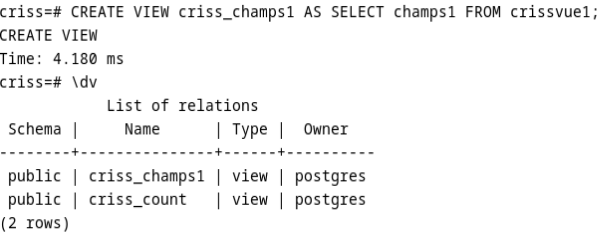 criss=# CREATE VIEW criss_champs1 AS SELECT champs1 FROM crissvue1;
CREATE VIEW
Time: 4.180 ms
criss=# \dv
             List of relations
 Schema |     Name      | Type |  Owner
--------+---------------+------+----------
 public | criss_champs1 | view | postgres
 public | criss_count   | view | postgres
(2 rows)